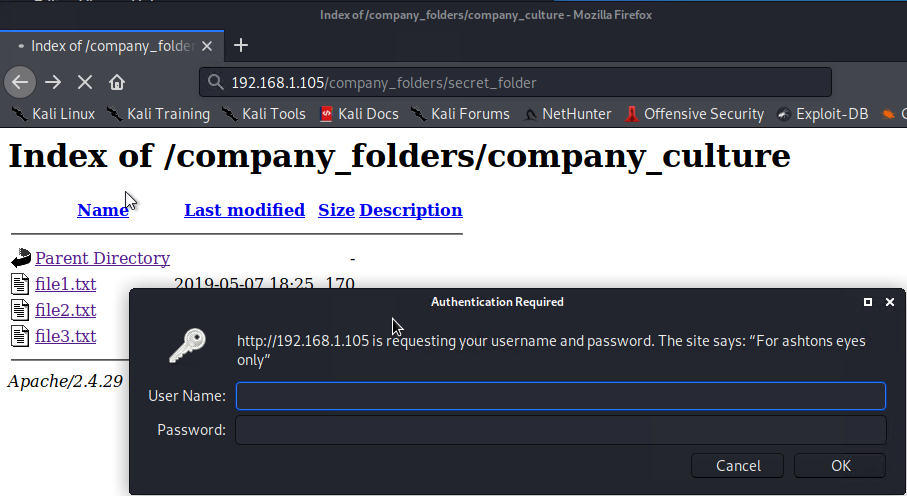 Index of /company_folders/company_culture - Mozilla Firefox
Index of /company_folder
192.168.1.105/company_folders/secret_folder
Kali Linux Kali Training Kali Tools Kali Docs Kali Forums NetHunter Offensive Security Exploit-DB
Index of /company_folders/company_culture
Name Last modified Size Description
Parent Directory -
file1.txt 2019-05-07 18:25 170
file2.txt
file3.txt
Apache/2.4.29
Authentication Required
http://192.168.1.105 is requesting your username and password. The site says: “For ashtons eyes
only”
User Name:
Password:
Cancel OK